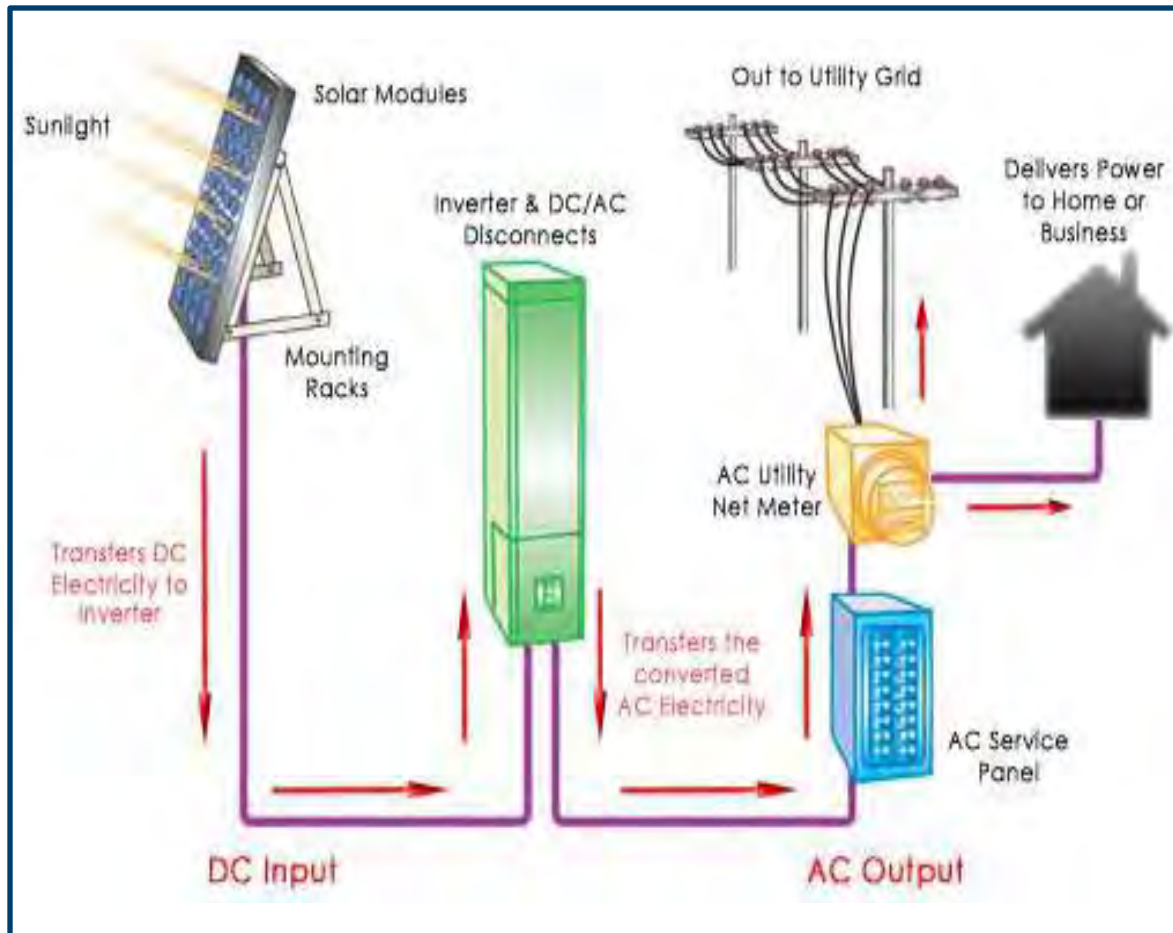 Sunlight
Solar Modules
Mounting
Racks
Transfers DC
Electricity to
Inverter
DC Input
Inverter & DC/AC
Disconnects
Transfers the
converted
AC Electricity
Out to Utility Grid
Delivers Power
to Home or
Business
AC Utility
Net Meter
AC Service
Panel
AC Output